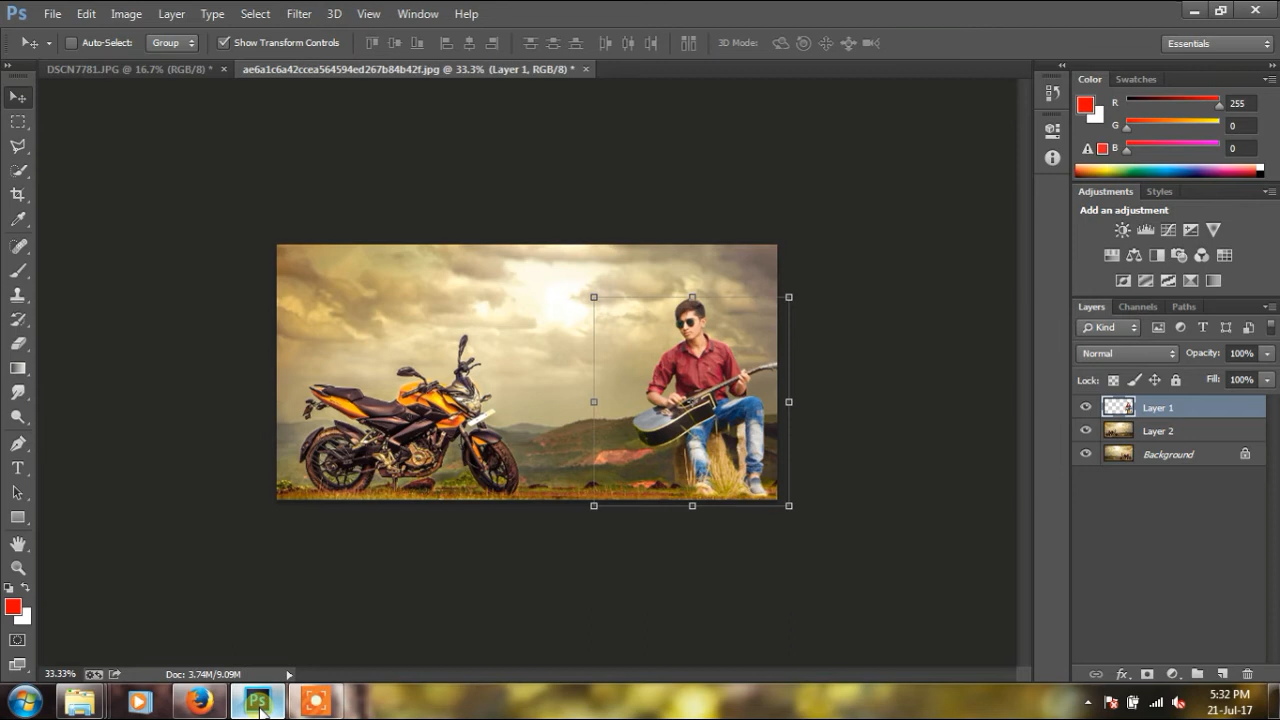 Ps File Edit Image Layer Type Select Filter 3D View Window Help
Auto-Select: Group Show Transform Controls 3D Mode: Essentials
DSCN7781.JPG @ 16.7% (RGB/8) * × ae6a1c6a42ccea564594ed267b84b42f.jpg @ 33.3% (Layer 1, RGB/8) * ×
Color Swatches
R 255
G 0
B 0
Adjustments Styles
Add an adjustment
Layers Channels Paths
Kind
Normal Opacity: 100%
Lock: Fill: 100%
Layer 1
Layer 2
Background
33.33% Doc: 3.74M/9.09M
Ps
5:32 PM
21-Jul-17